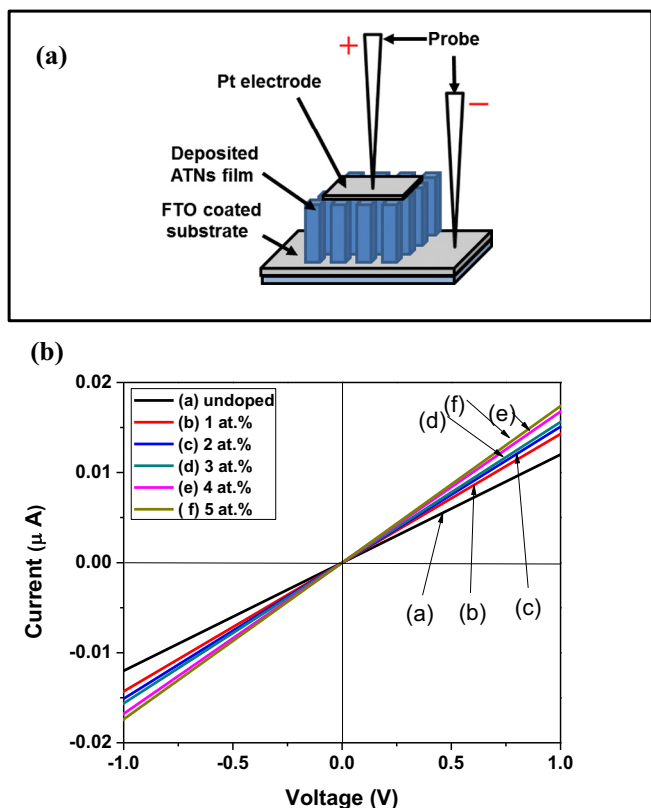 (a)
+
Probe
−
Pt electrode
Deposited
ATNs film
FTO coated
substrate
(b)
0.02
0.01
0.00
-0.01
-0.02
Current (μ A)
(a) undoped
(b) 1 at.%
(c) 2 at.%
(d) 3 at.%
(e) 4 at.%
( f) 5 at.%
(f)
(e)
(d)
(a)
(b)
(c)
-1.0
-0.5
0.0
0.5
1.0
Voltage (V)